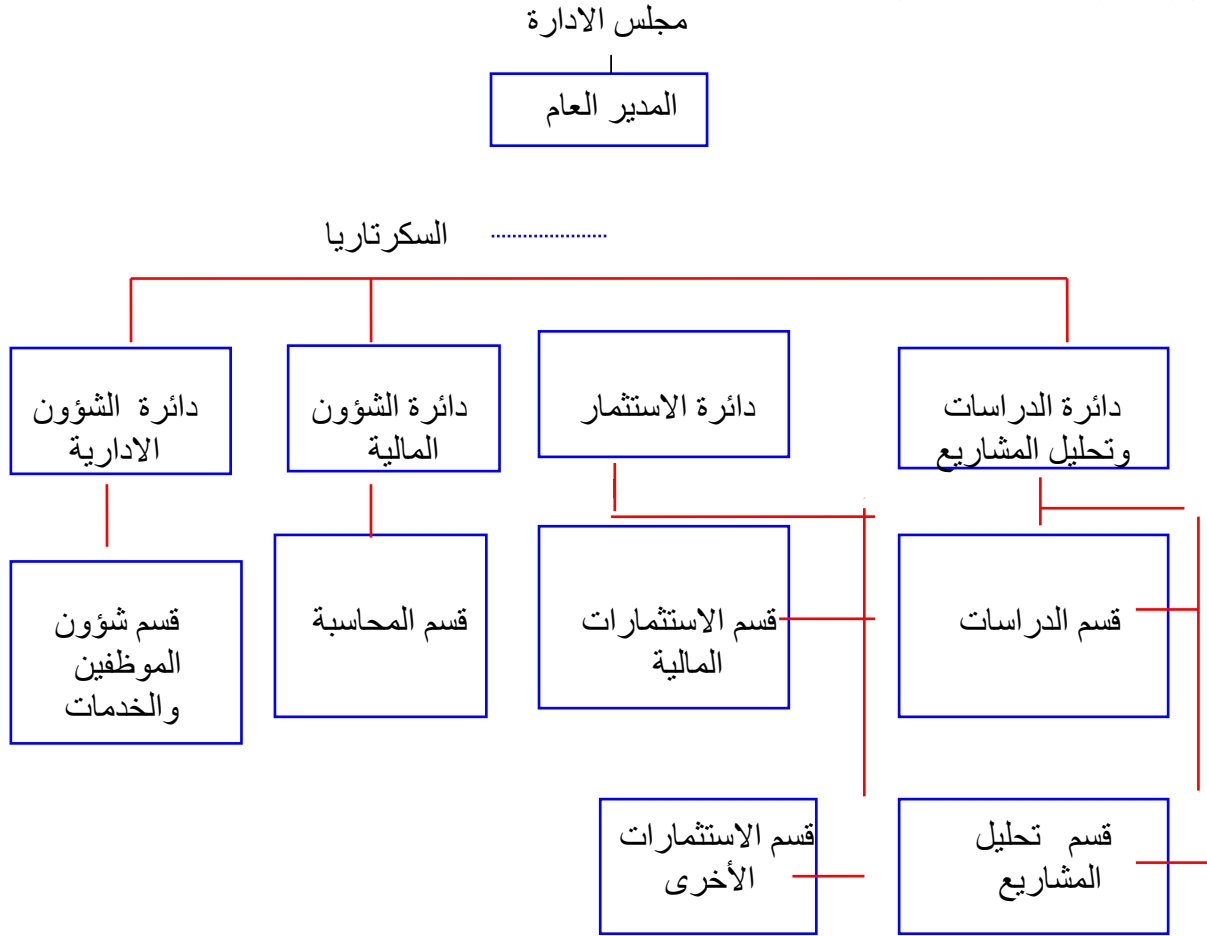 مجلس الادارة
المدير العام
السكرتاريا
دائرة الدراسات
وتحليل المشاريع
دائرة الاستثمار
دائرة الشؤون
المالية
دائرة الشؤون
الادارية
قسم الدراسات
قسم الاستثمارات
المالية
قسم المحاسبة
قسم شؤون
الموظفين
والخدمات
قسم تحليل
المشاريع
قسم الاستثمارات
الأخرى